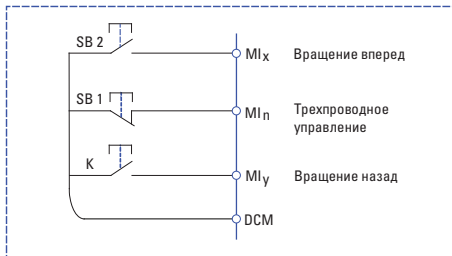 SB 2 MIx Вращение вперед
SB 1 MIn Трехпроводное
управление
K MIy Вращение назад
DCM